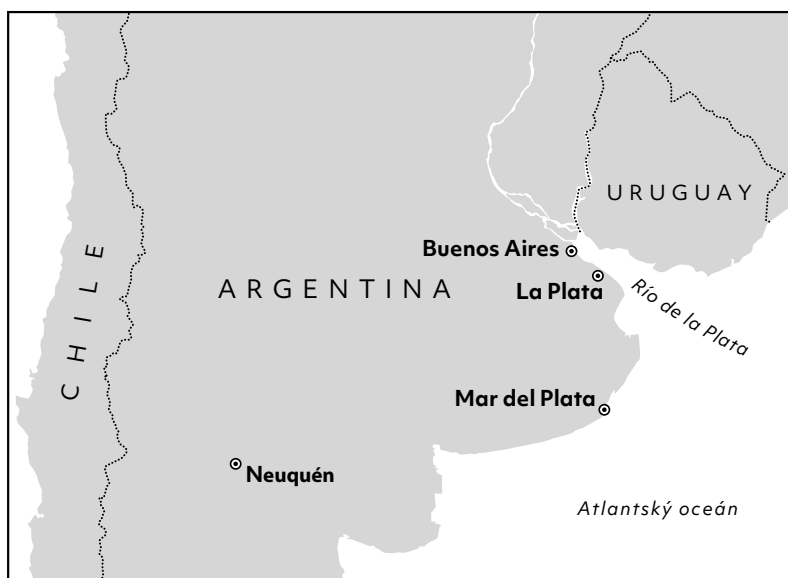 URUGUAY
Buenos Aires
CHILE
ARGENTINA
La Plata
Río de la Plata
Mar del Plata
Neuquén
Atlantský oceán